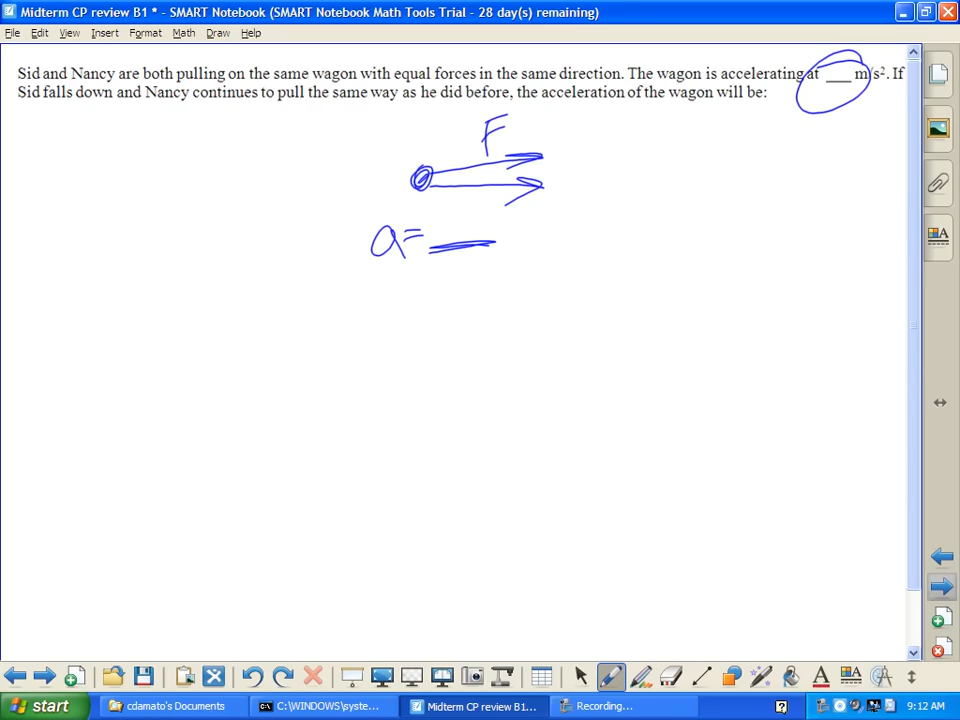 Midterm CP review B1 * - SMART Notebook (SMART Notebook Math Tools Trial - 28 day(s) remaining)
File Edit View Insert Format Math Draw Help
Sid and Nancy are both pulling on the same wagon with equal forces in the same direction. The wagon is accelerating at ___ m/s². If
Sid falls down and Nancy continues to pull the same way as he did before, the acceleration of the wagon will be:
F
a=
start cdamato's Documents C:\WINDOWS\syste... Midterm CP review B1... Recording... 9:12 AM